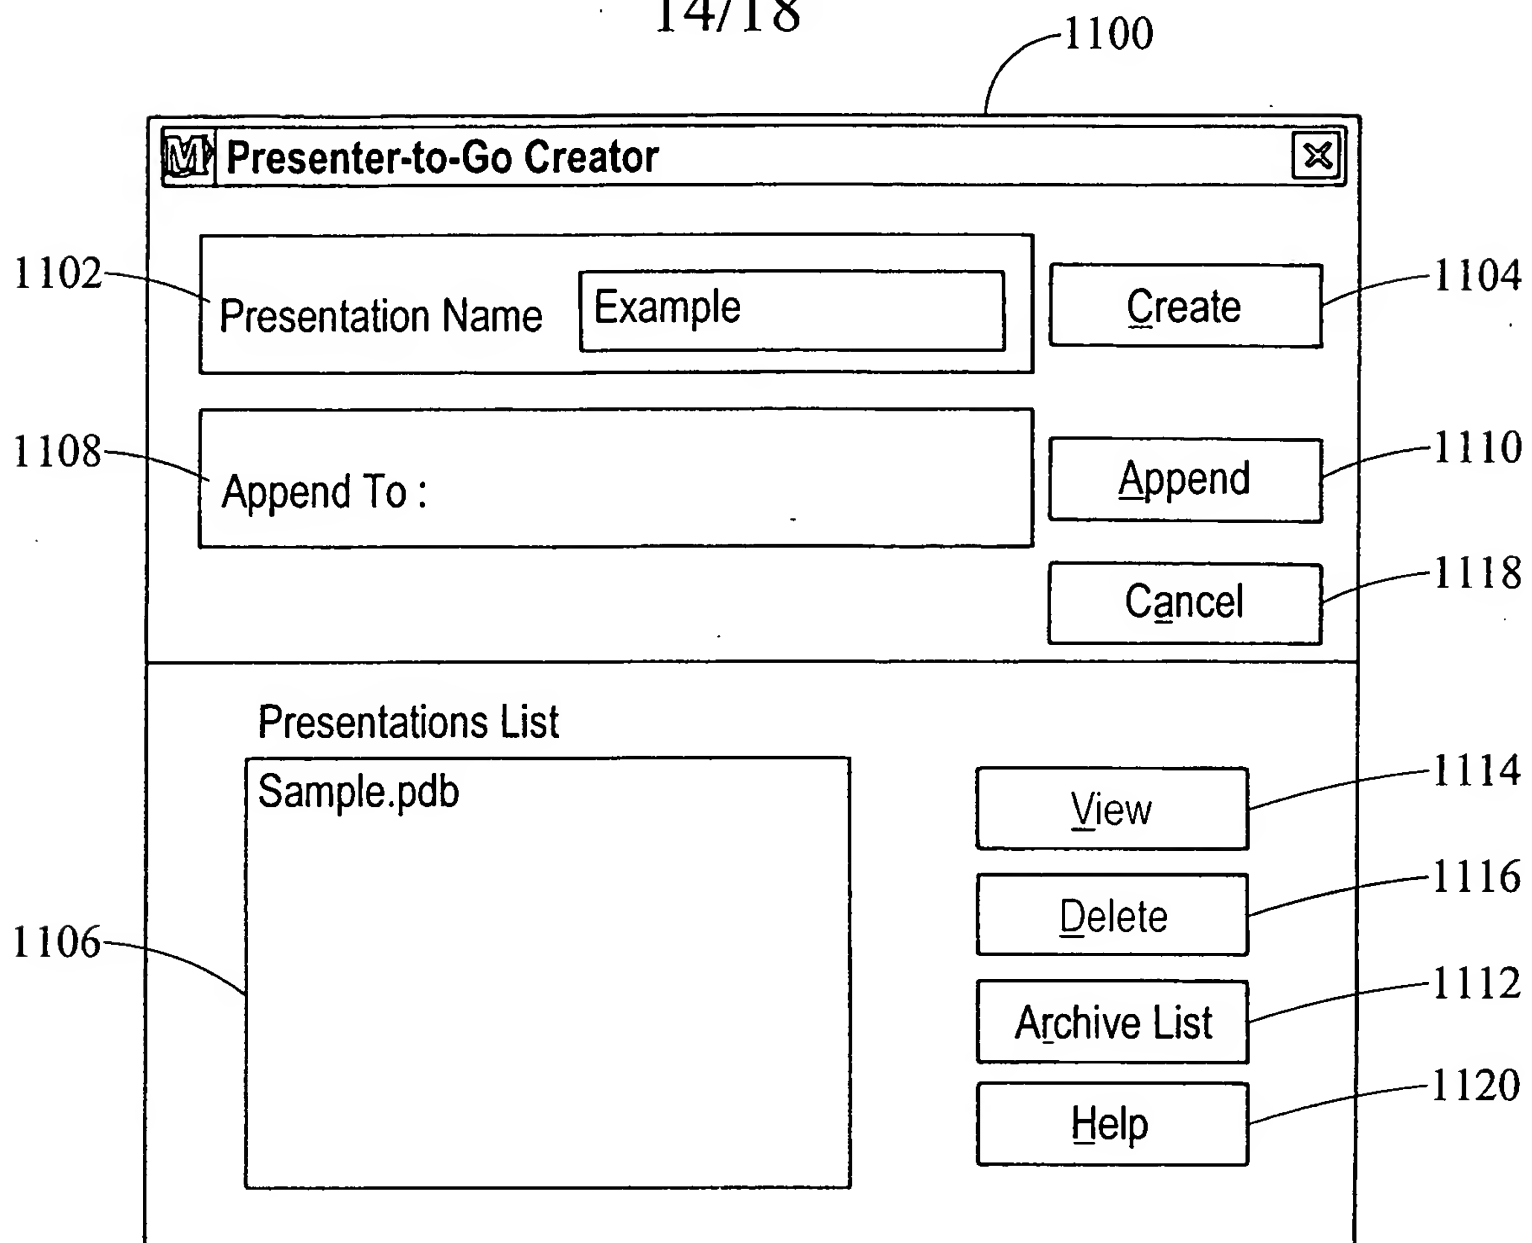 14/18
1100
M Presenter-to-Go Creator
1102
Presentation Name
Example
Create
1104
1108
Append To :
Append
1110
Cancel
1118
Presentations List
Sample.pdb
View
1114
Delete
1116
1106
Archive List
1112
Help
1120